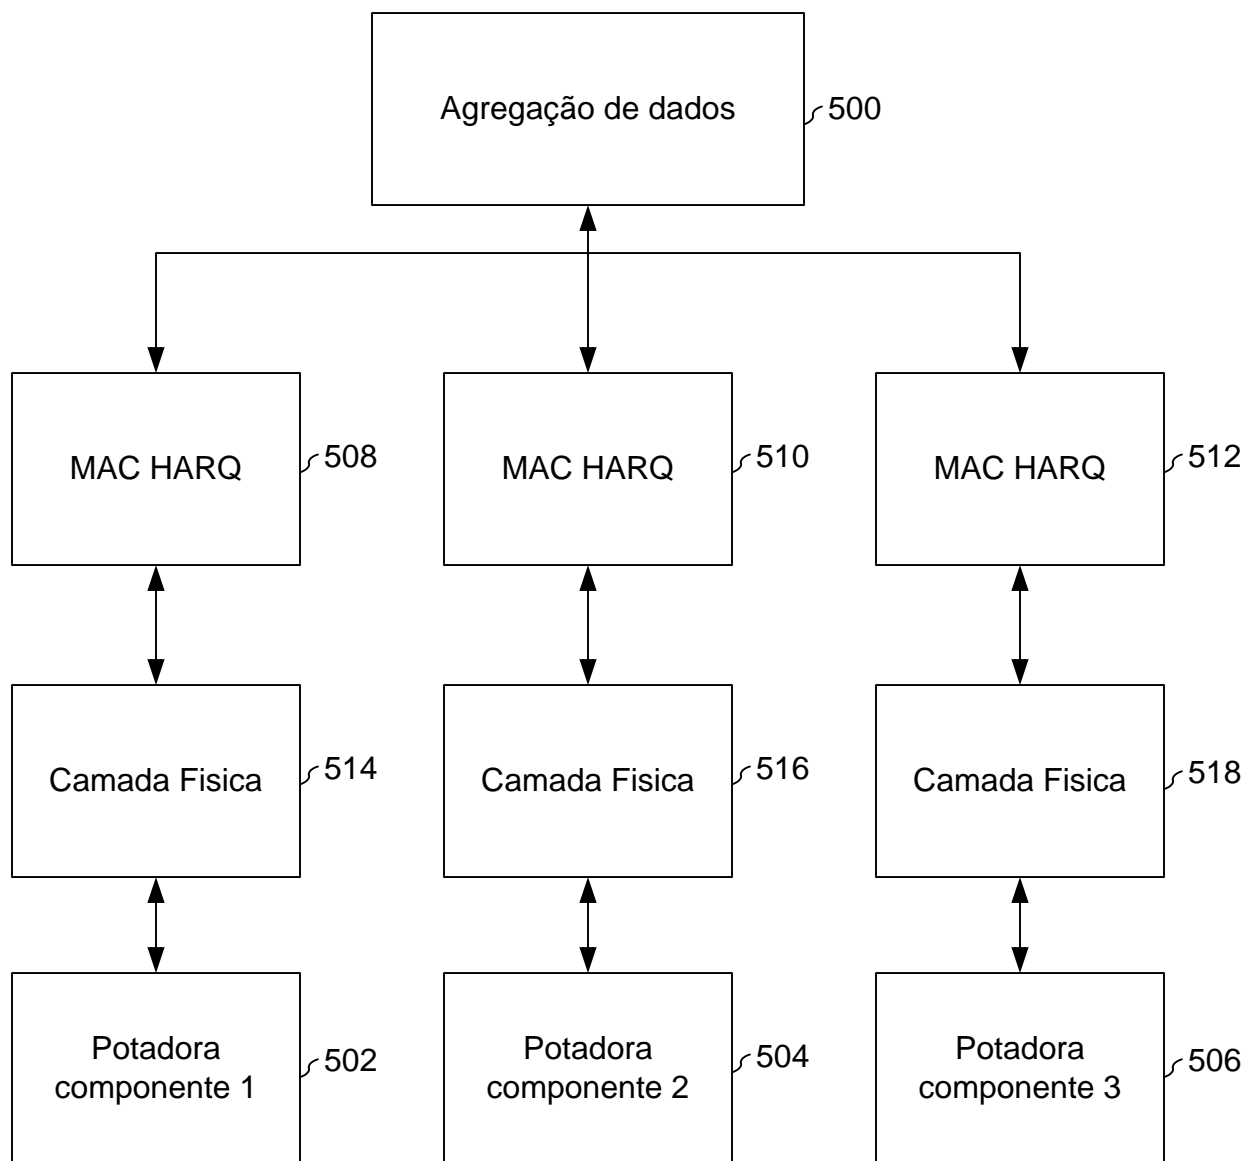 Agregação de dados
500
MAC HARQ
508
MAC HARQ
510
MAC HARQ
512
Camada Fisica
514
Camada Fisica
516
Camada Fisica
518
Potadora
componente 1
502
Potadora
componente 2
504
Potadora
componente 3
506